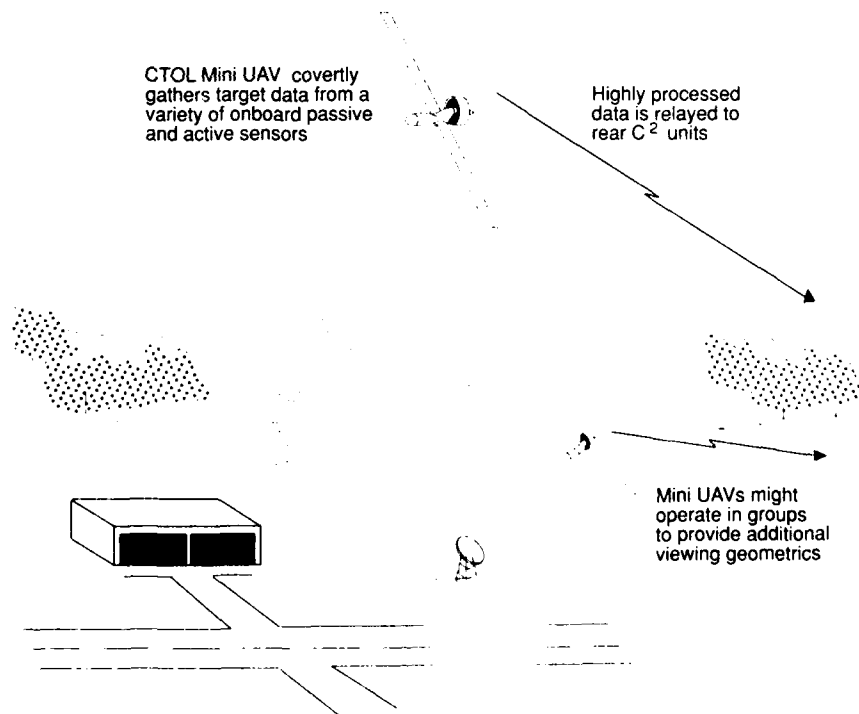 CTOL Mini UAV covertly
gathers target data from a
variety of onboard passive
and active sensors
Highly processed
data is relayed to
rear C² units
Mini UAVs might
operate in groups
to provide additional
viewing geometrics